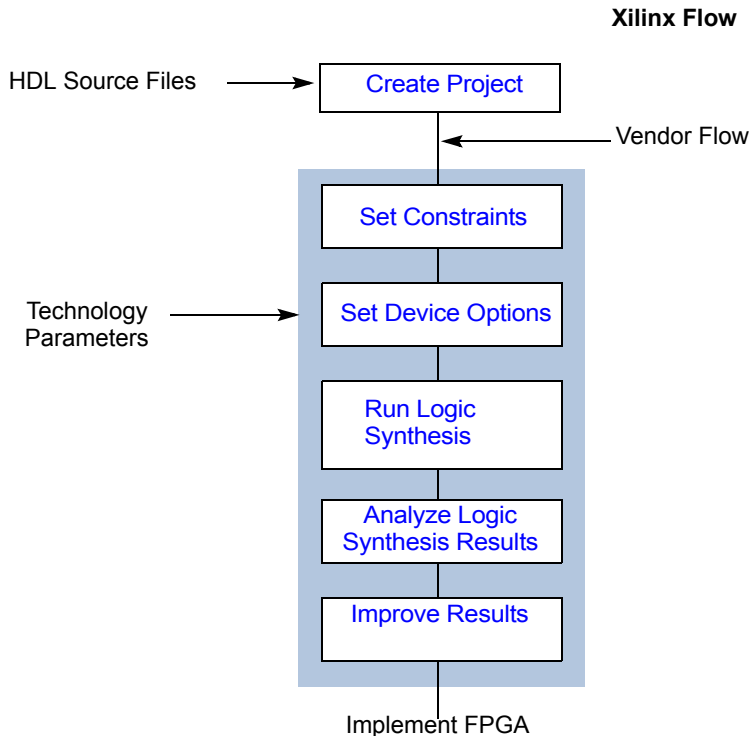 Xilinx Flow
HDL Source Files
Create Project
Vendor Flow
Set Constraints
Technology
Parameters
Set Device Options
Run Logic
Synthesis
Analyze Logic
Synthesis Results
Improve Results
Implement FPGA